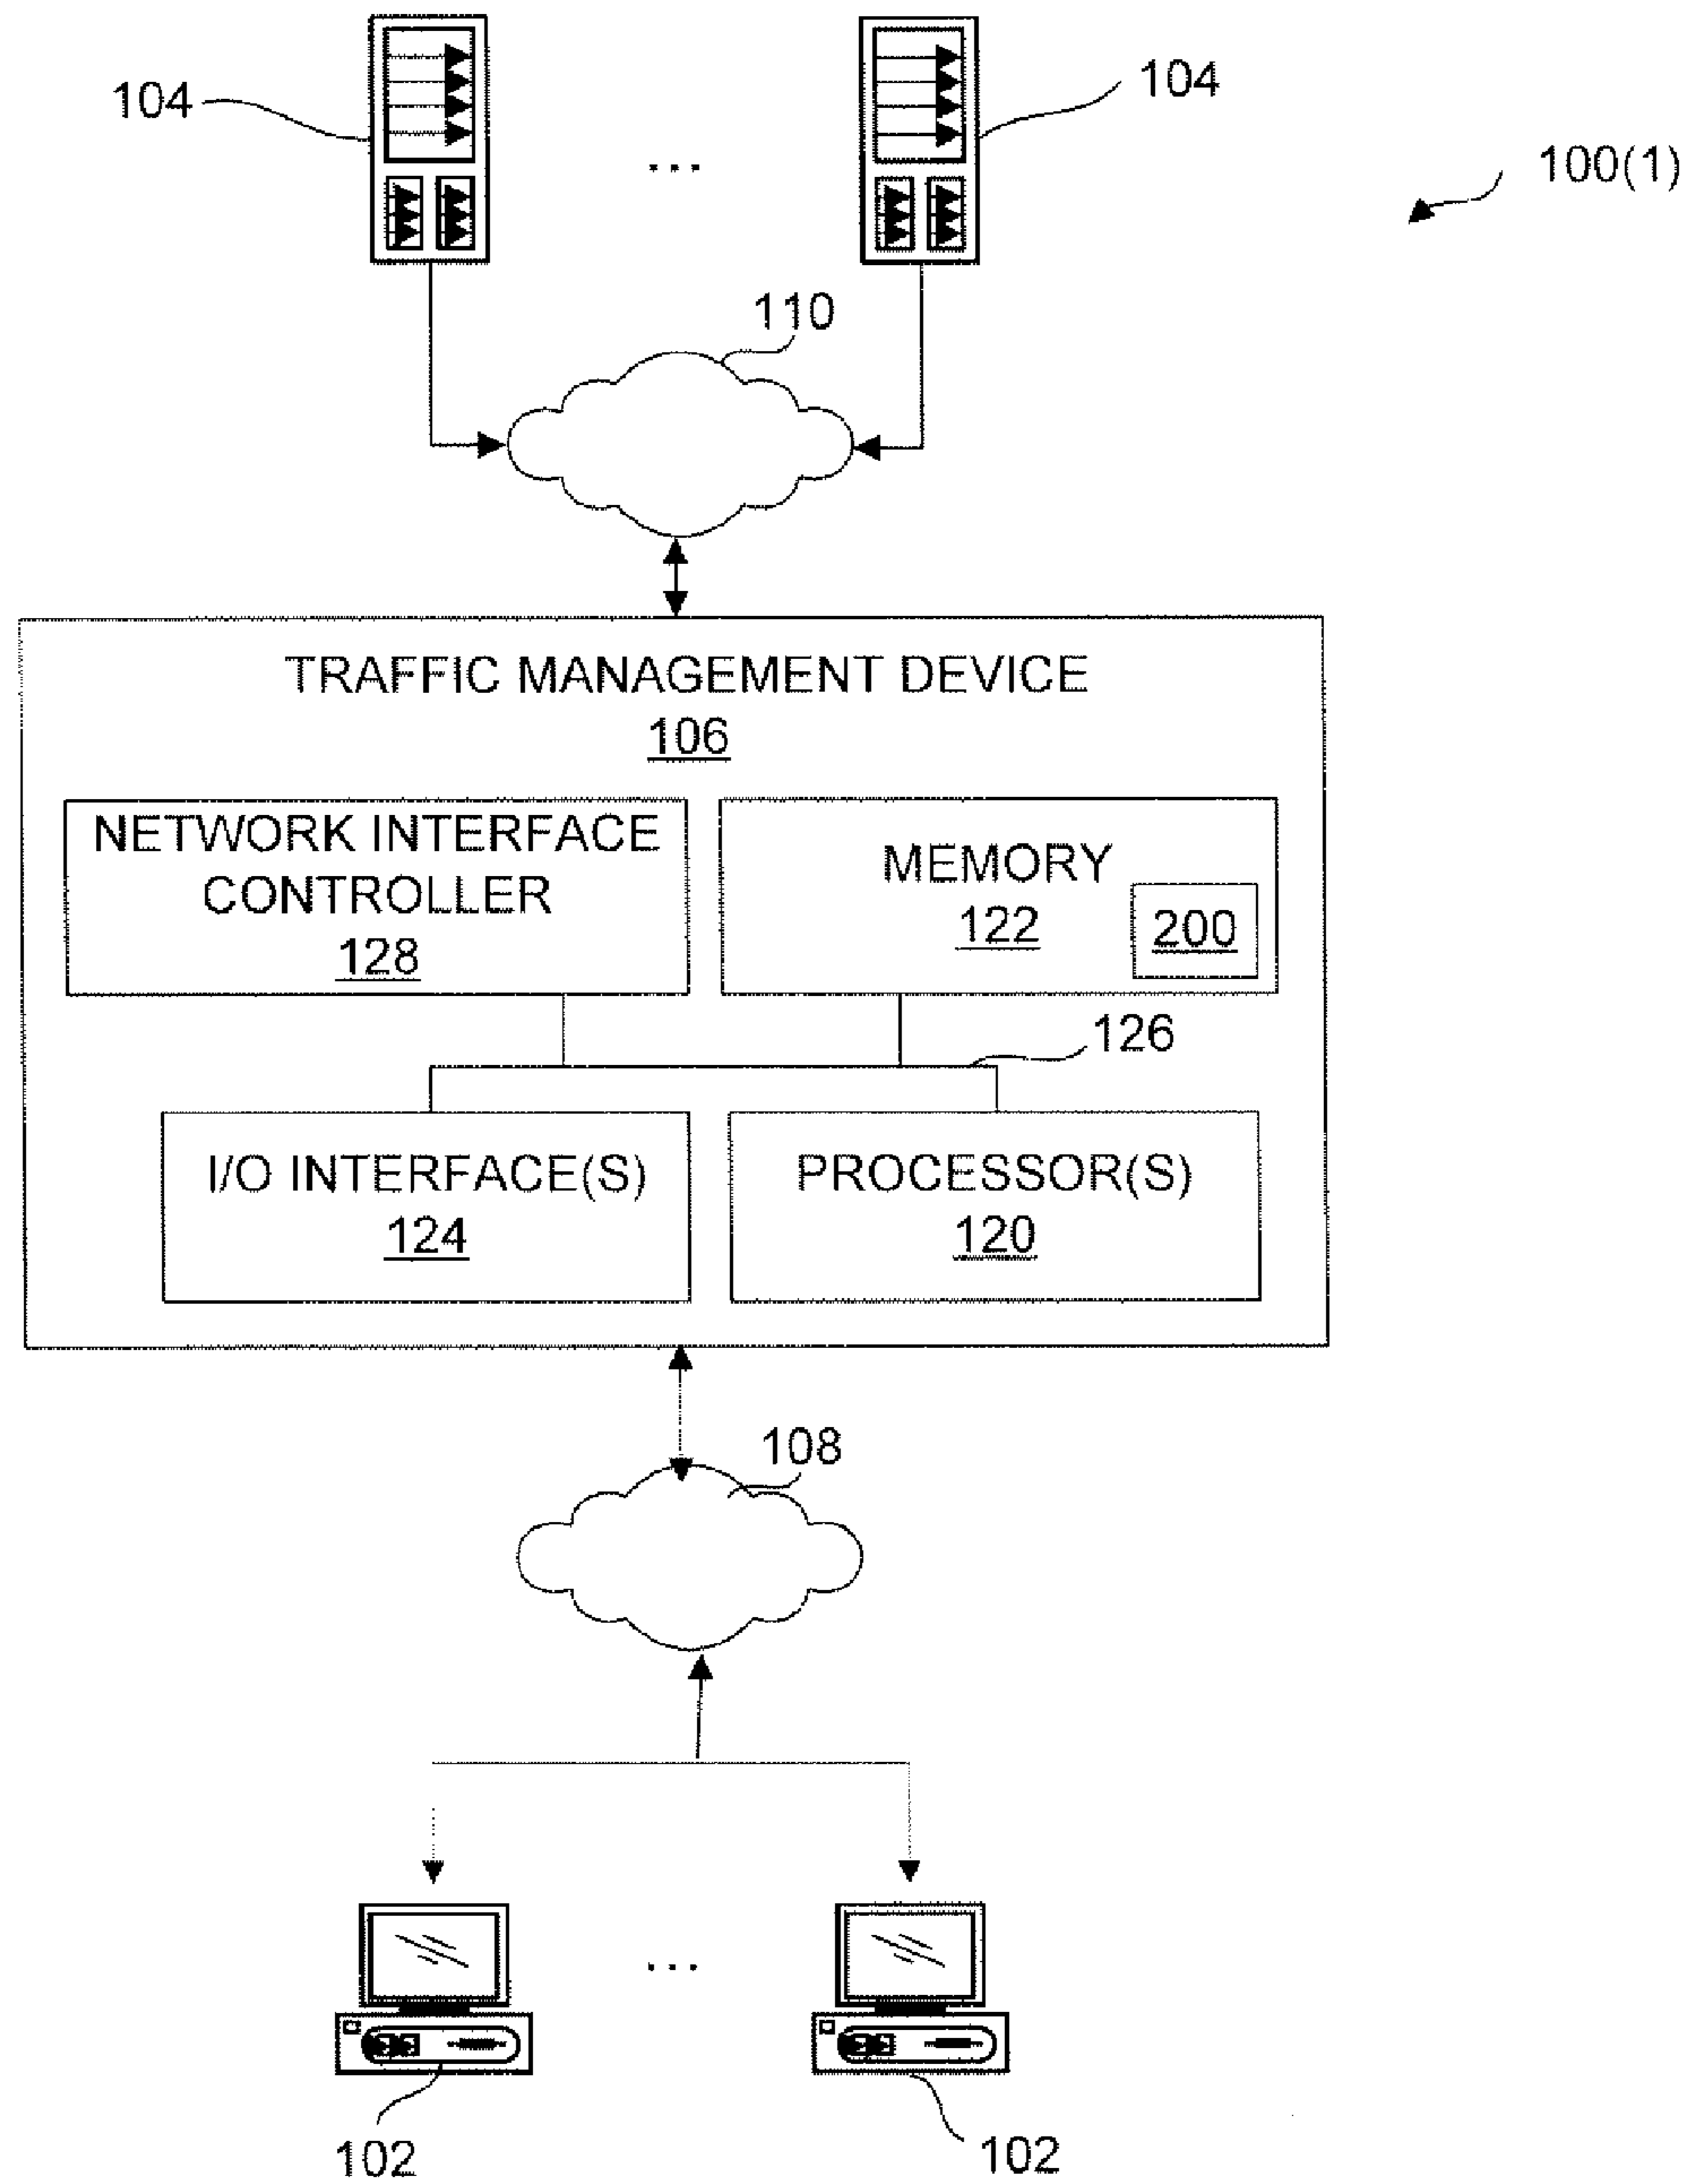 104
...
104
100(1)
110
TRAFFIC MANAGEMENT DEVICE
106
NETWORK INTERFACE
CONTROLLER
128
MEMORY
122
200
126
I/O INTERFACE(S)
124
PROCESSOR(S)
120
108
...
102
102